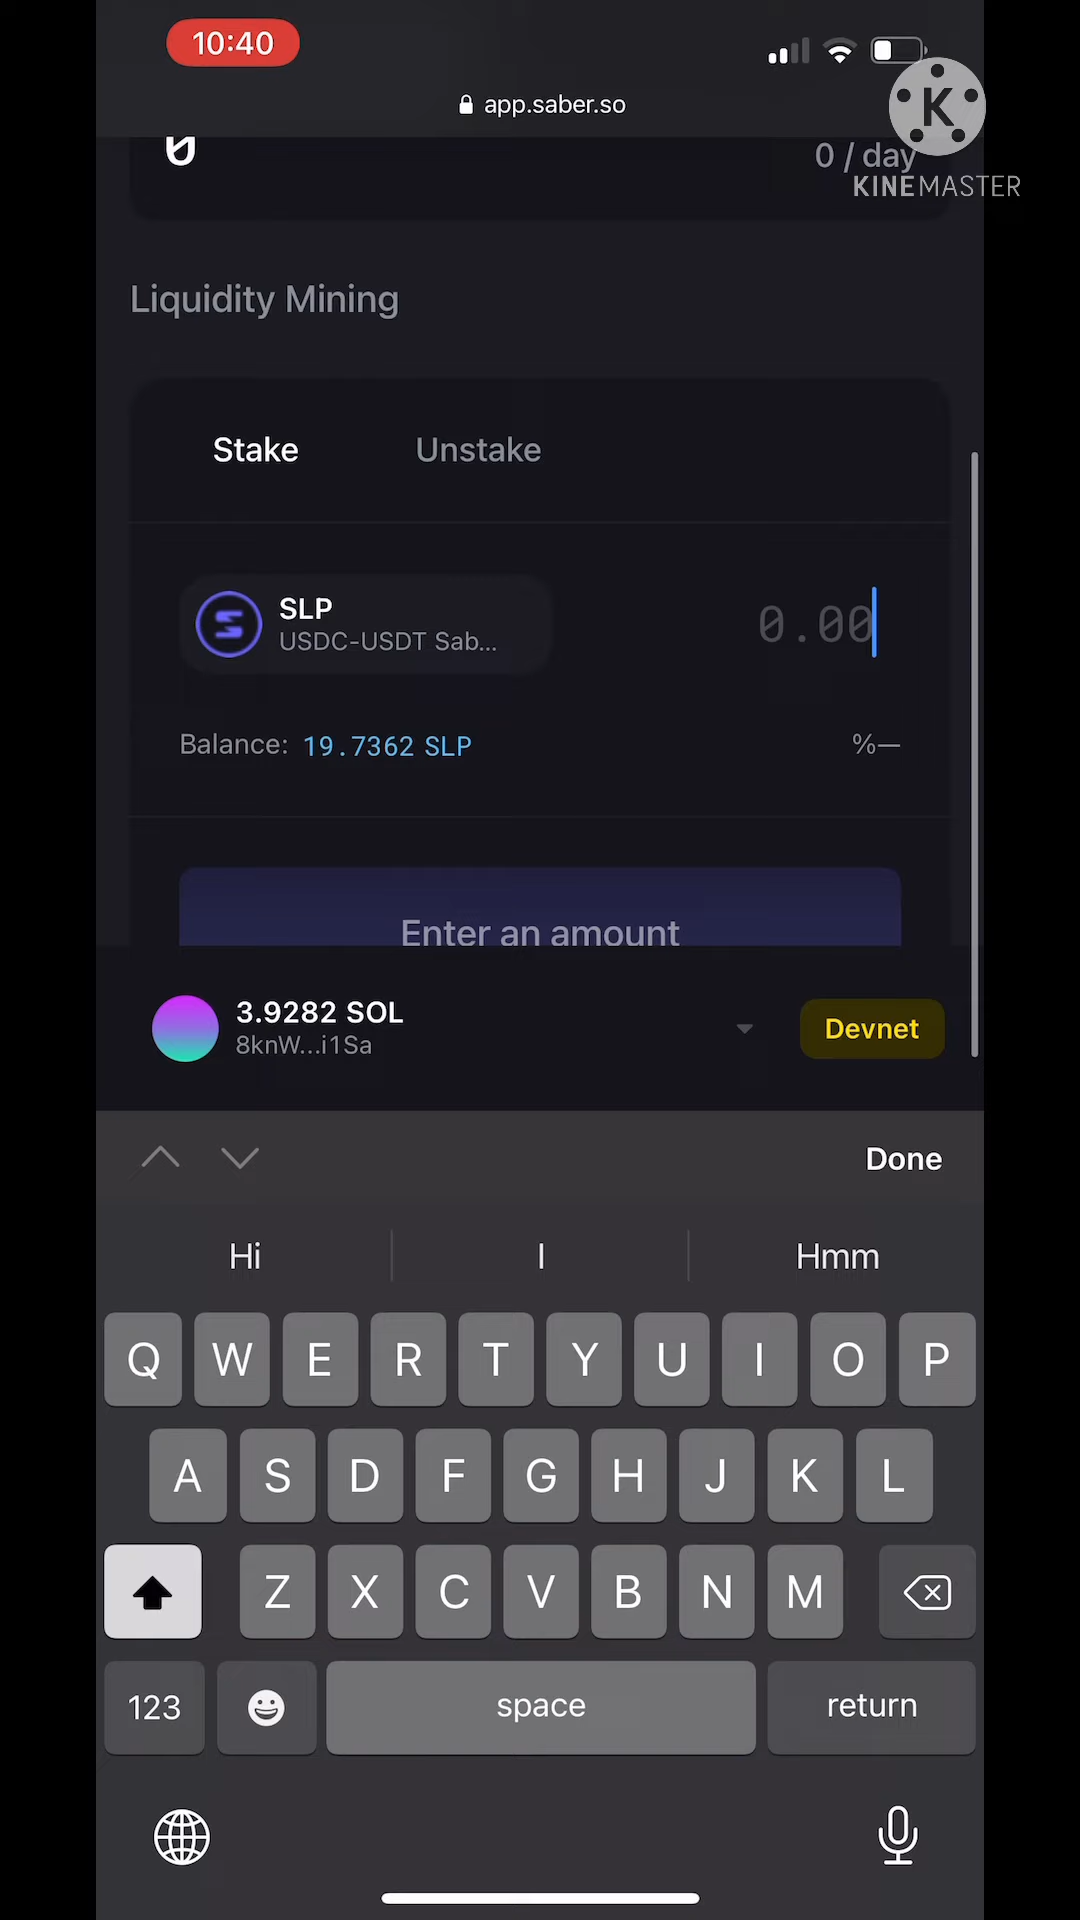 10:40
app.saber.so
K
KINEMASTER
0
0 / day
Liquidity Mining
Stake Unstake
SLP
USDC-USDT Sab...
0.00
Balance: 19.7362 SLP %—
Enter an amount
3.9282 SOL
8knW...i1Sa
Devnet
Done
Hi I Hmm
Q W E R T Y U I O P
A S D F G H J K L
Z X C V B N M
123 space return